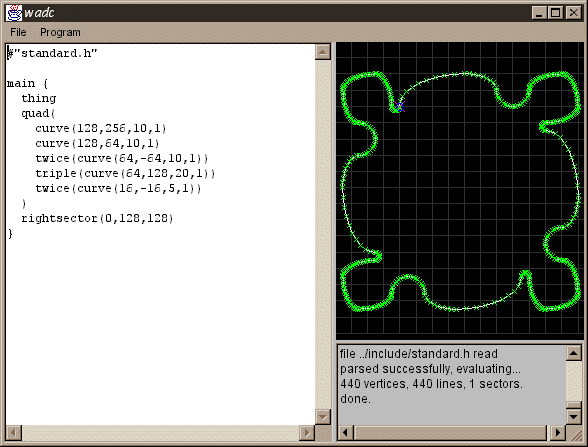 wadc
File Program
#"standard.h"
main {
thing
quad(
curve(128,256,10,1)
curve(128,64,10,1)
twice(curve(64,-64,10,1))
triple(curve(64,128,20,1))
twice(curve(16,-16,5,1))
)
rightsector(0,128,128)
}
file ../include/standard.h read
parsed successfully, evaluating...
440 vertices, 440 lines, 1 sectors.
done.